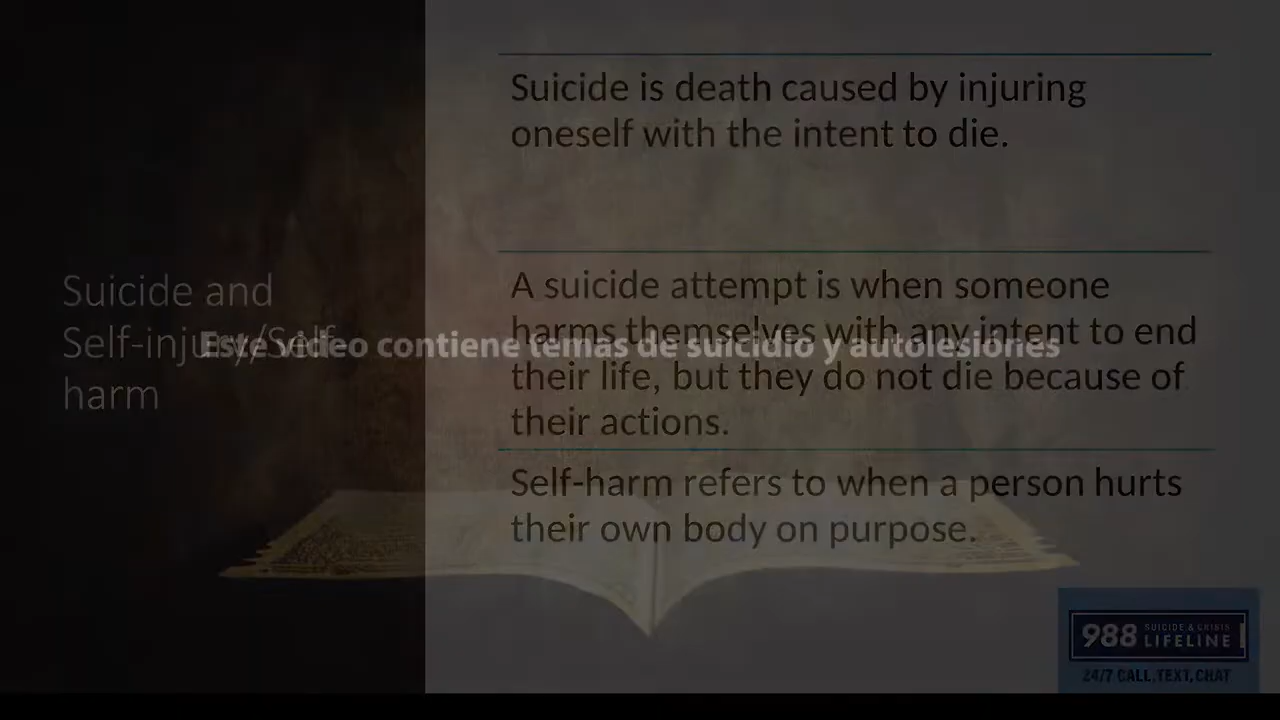 Suicide and
Self-injury/Self-
harm
Este video contiene temas de suicidio y autolesiones
Suicide is death caused by injuring
oneself with the intent to die.
A suicide attempt is when someone
harms themselves with any intent to end
their life, but they do not die because of
their actions.
Self-harm refers to when a person hurts
their own body on purpose.
988 SUICIDE & CRISIS
LIFELINE
24/7 CALL, TEXT, CHAT